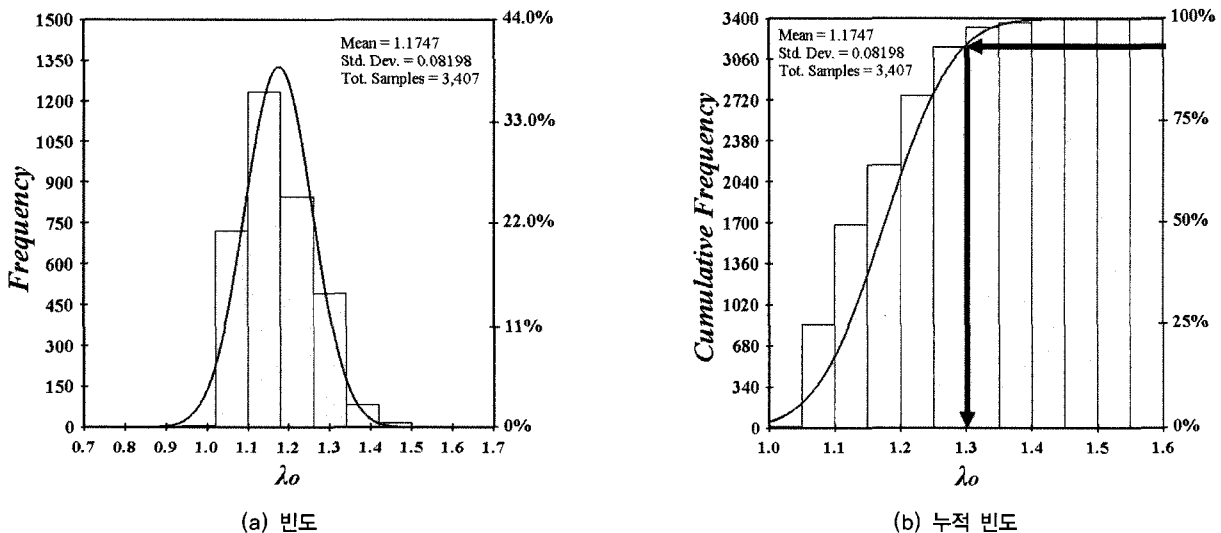 1500
1350
1200
1050
900
750
600
450
300
150
0
Frequency
44.0%
33.0%
22.0%
11%
0%
Mean = 1.1747
Std. Dev. = 0.08198
Tot. Samples = 3,407
0.7 0.8 0.9 1.0 1.1 1.2 1.3 1.4 1.5 1.6 1.7
λo
(a) 빈도
3400
3060
2720
2380
2040
1700
1360
1020
680
340
0
Cumulative Frequency
100%
75%
50%
25%
0%
Mean = 1.1747
Std. Dev. = 0.08198
Tot. Samples = 3,407
1.0 1.1 1.2 1.3 1.4 1.5 1.6
λo
(b) 누적 빈도